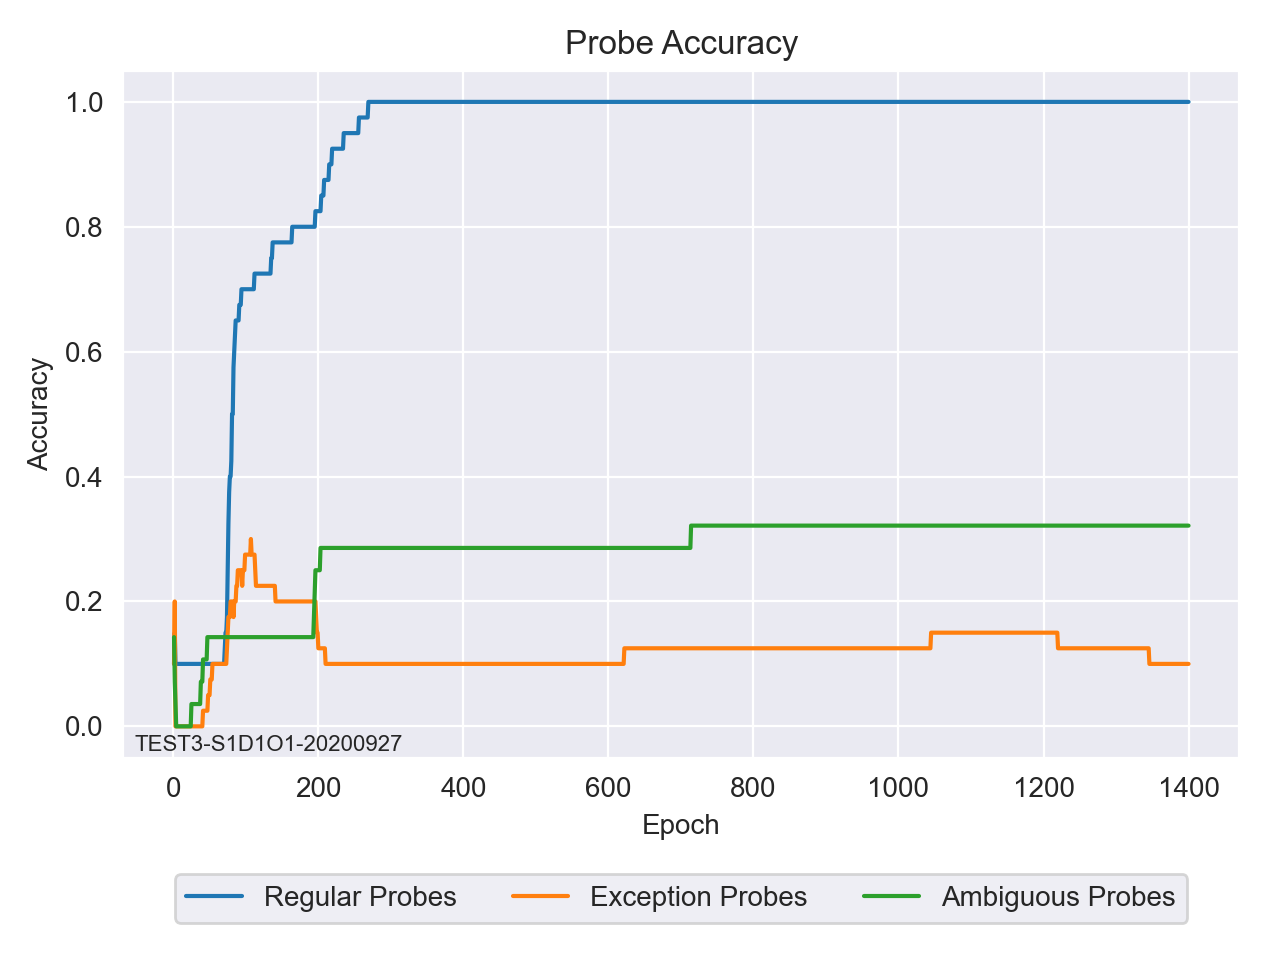 Probe Accuracy
1.0
0.8
0.6
0.4
0.2
0.0
Accuracy
TEST3-S1D1O1-20200927
0 200 400 600 800 1000 1200 1400
Epoch
Regular Probes Exception Probes Ambiguous Probes